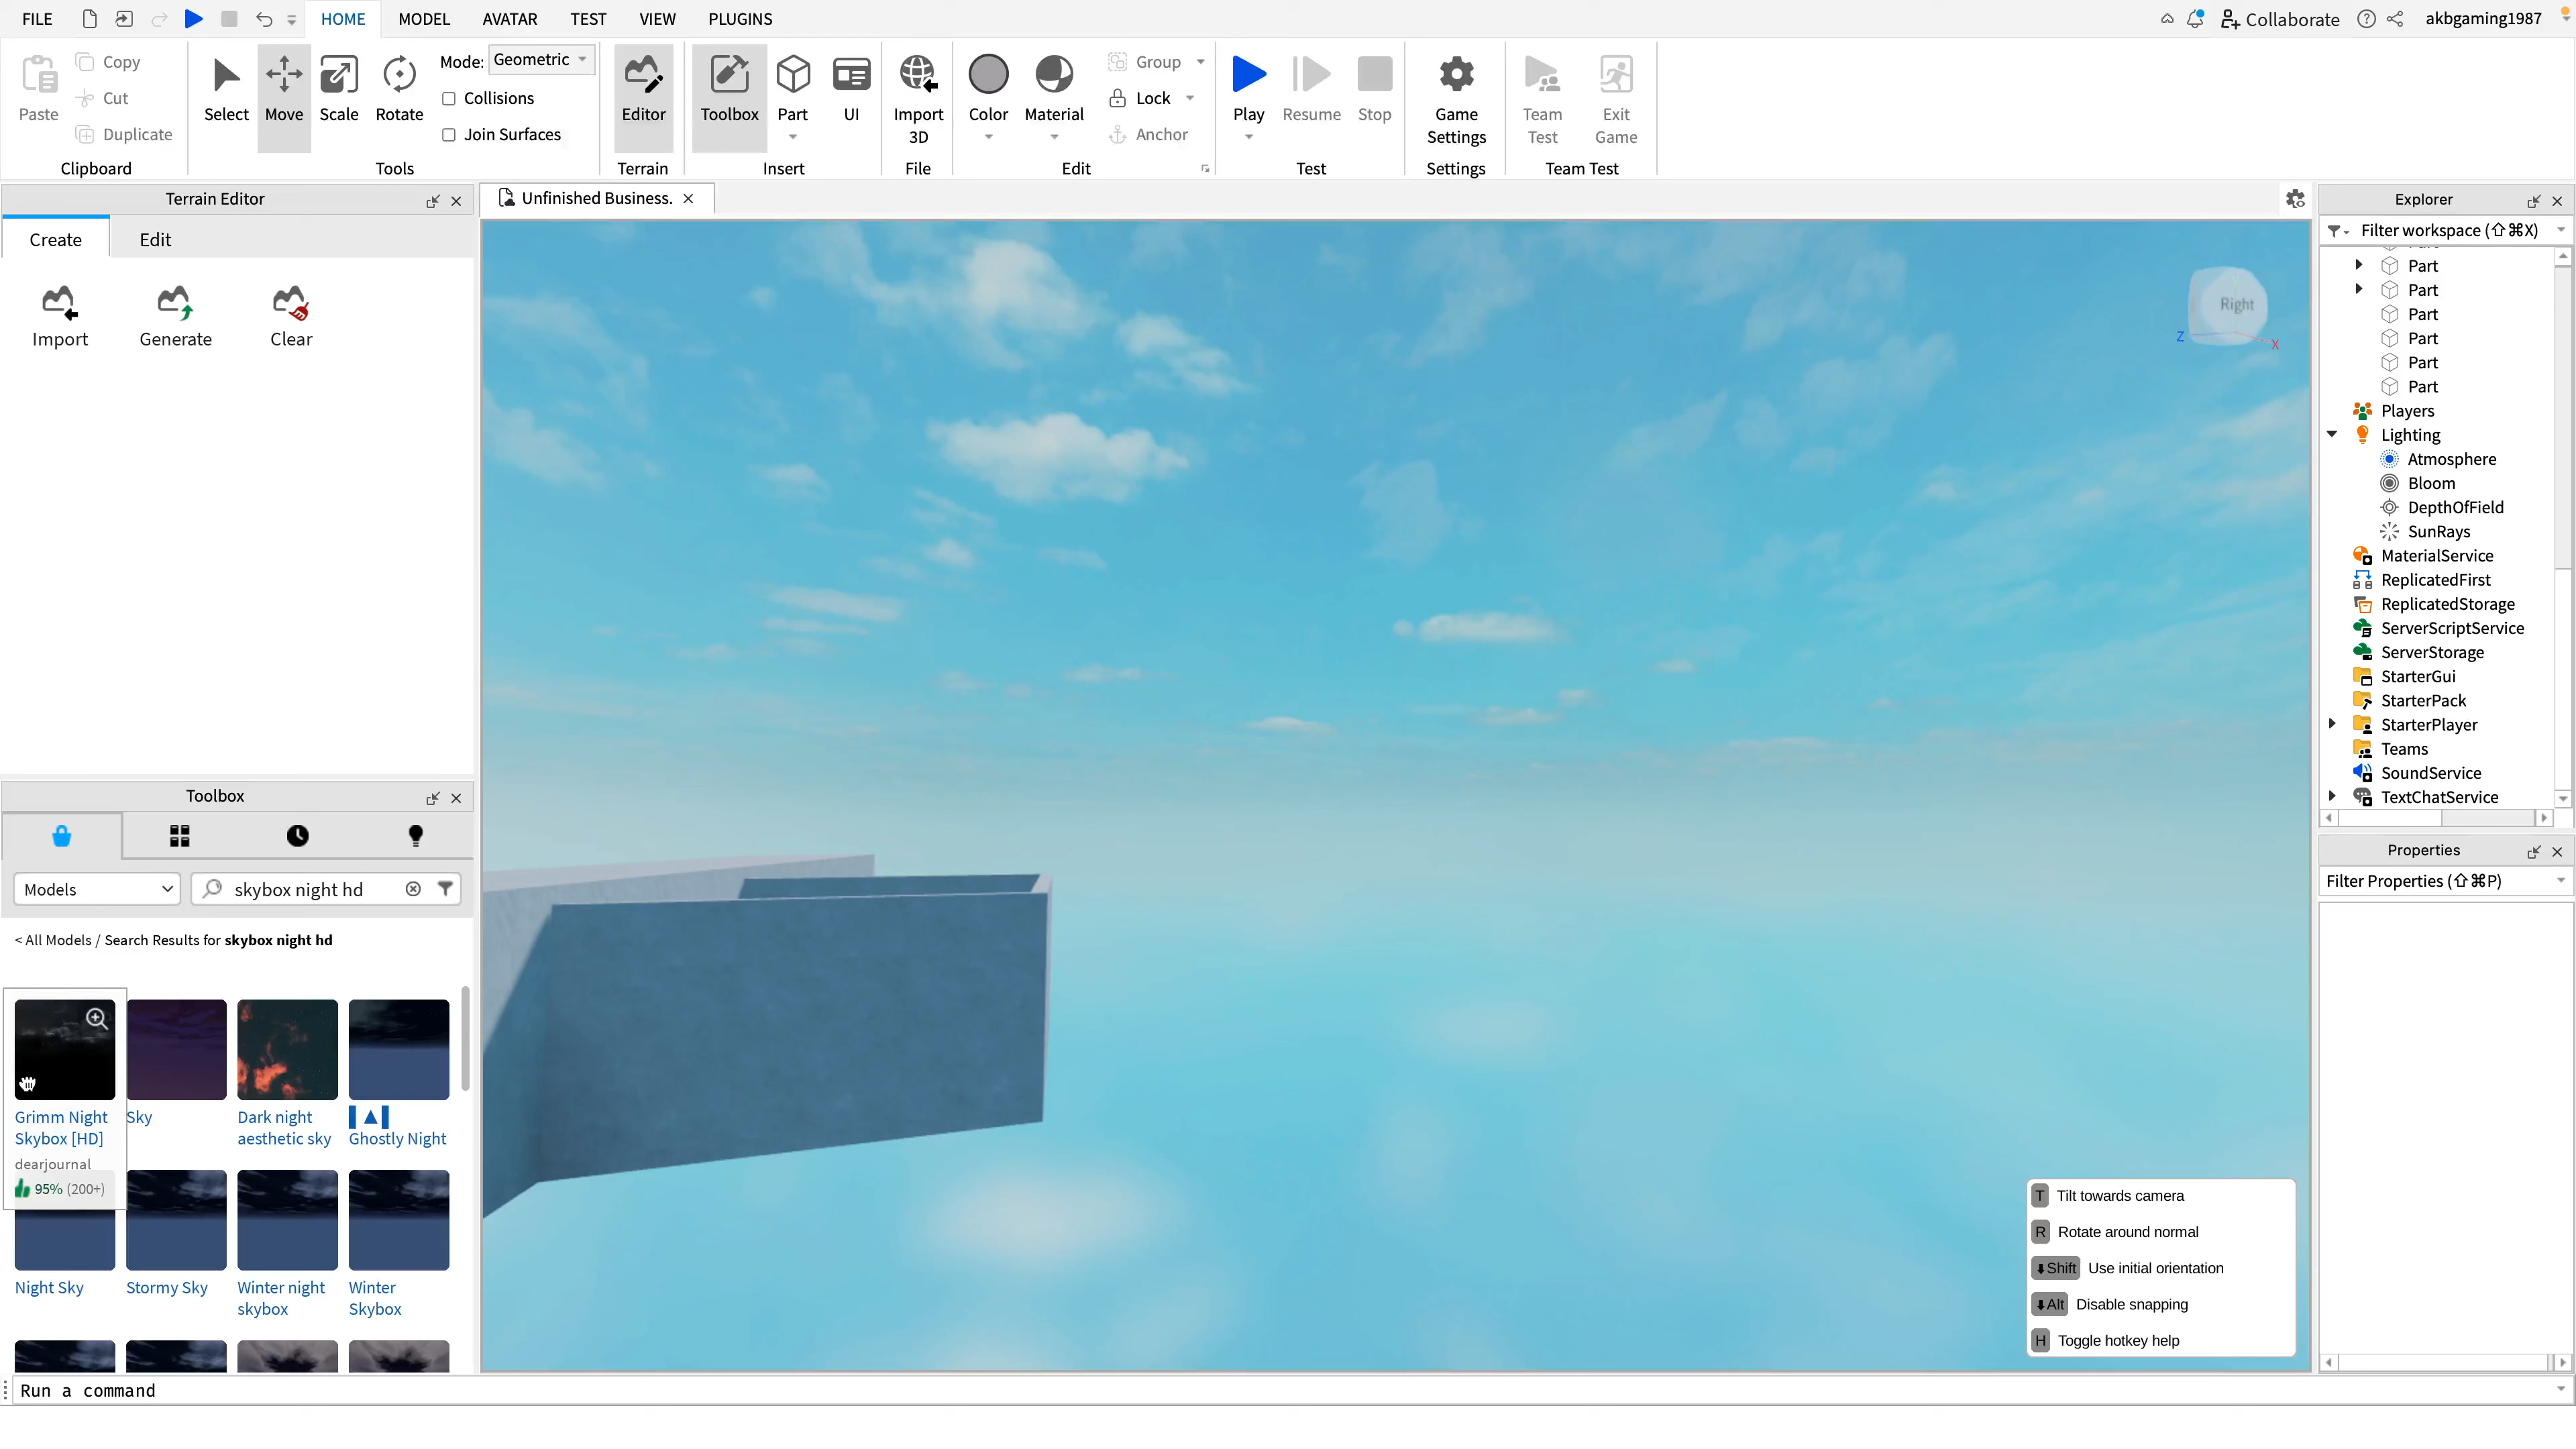 FILE HOME MODEL AVATAR TEST VIEW PLUGINS Collaborate akbgaming1987
Paste Copy Cut Duplicate
Clipboard
Select Move Scale Rotate
Mode: Geometric
Collisions
Join Surfaces
Tools
Editor
Terrain
Toolbox Part UI
Insert
Import
3D
File
Color Material
Group
Lock
Anchor
Edit
Play Resume Stop
Test
Game
Settings
Settings
Team
Test
Exit
Game
Team Test
Terrain Editor
Create Edit
Import Generate Clear
Unfinished Business.
Right
Z
X
Explorer
Filter workspace (⇧⌘X)
Part
Part
Part
Part
Part
Part
Players
Lighting
Atmosphere
Bloom
DepthOfField
SunRays
MaterialService
ReplicatedFirst
ReplicatedStorage
ServerScriptService
ServerStorage
StarterGui
StarterPack
StarterPlayer
Teams
SoundService
TextChatService
Properties
Filter Properties (⇧⌘P)
Toolbox
Models skybox night hd
< All Models / Search Results for skybox night hd
Grimm Night
Skybox [HD]
dearjournal
95% (200+)
Sky
Dark night
aesthetic sky
▌▲▌
Ghostly Night
Night Sky
Stormy Sky
Winter night
skybox
Winter
Skybox
T Tilt towards camera
R Rotate around normal
Shift Use initial orientation
Alt Disable snapping
H Toggle hotkey help
Run a command